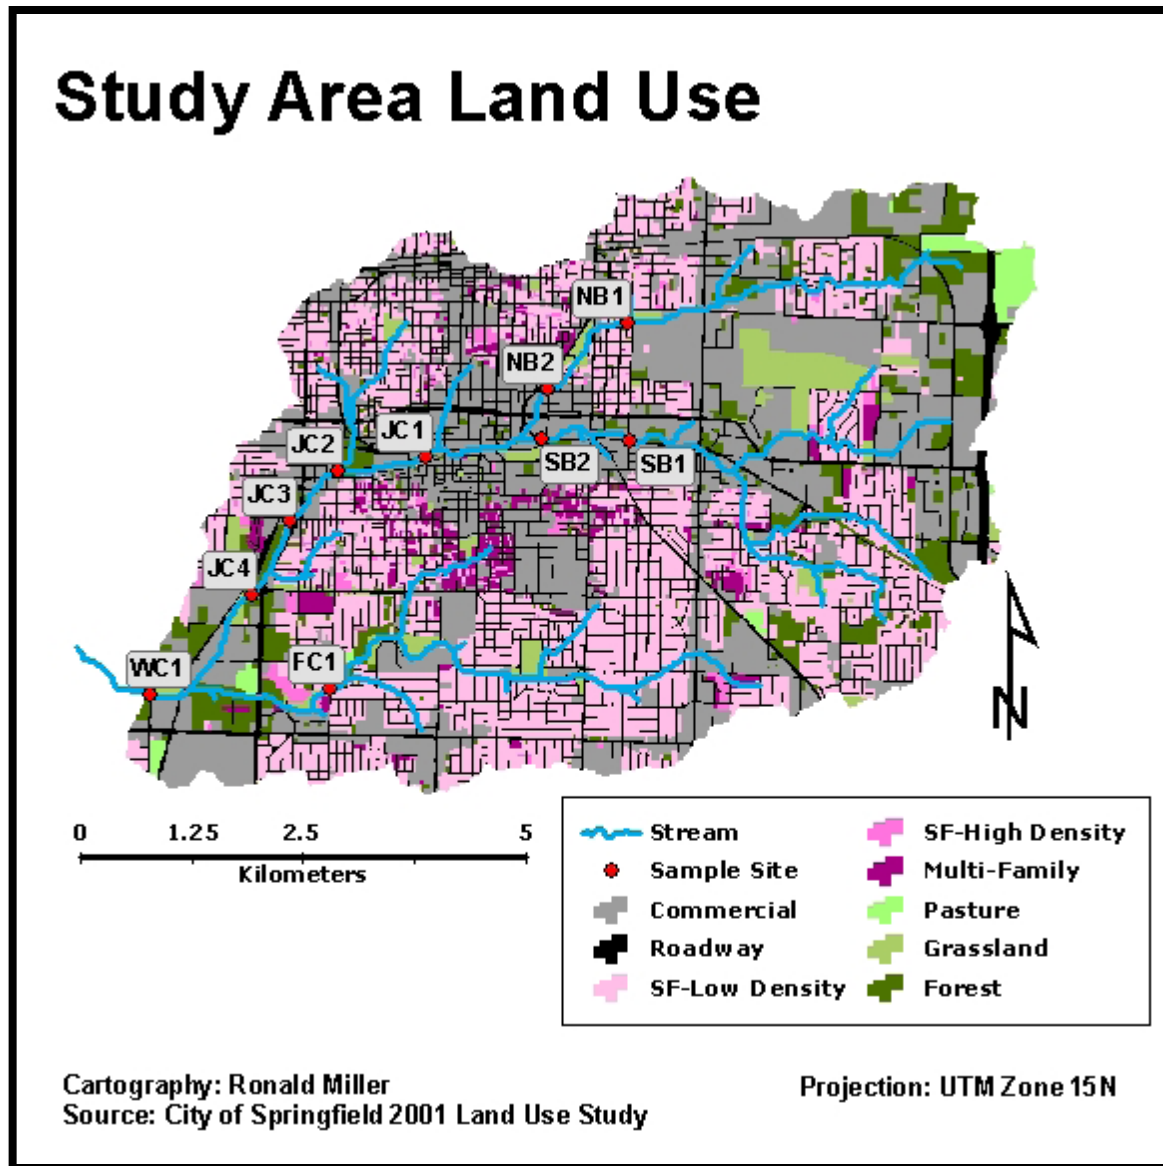 Study Area Land Use
NB1
NB2
JC1
JC2
SB2
SB1
JC3
JC4
WC1
FC1
N
0 1.25 2.5 5
Kilometers
Stream
Sample Site
Commercial
Roadway
SF-Low Density
SF-High Density
Multi-Family
Pasture
Grassland
Forest
Cartography: Ronald Miller
Source: City of Springfield 2001 Land Use Study
Projection: UTM Zone 15N